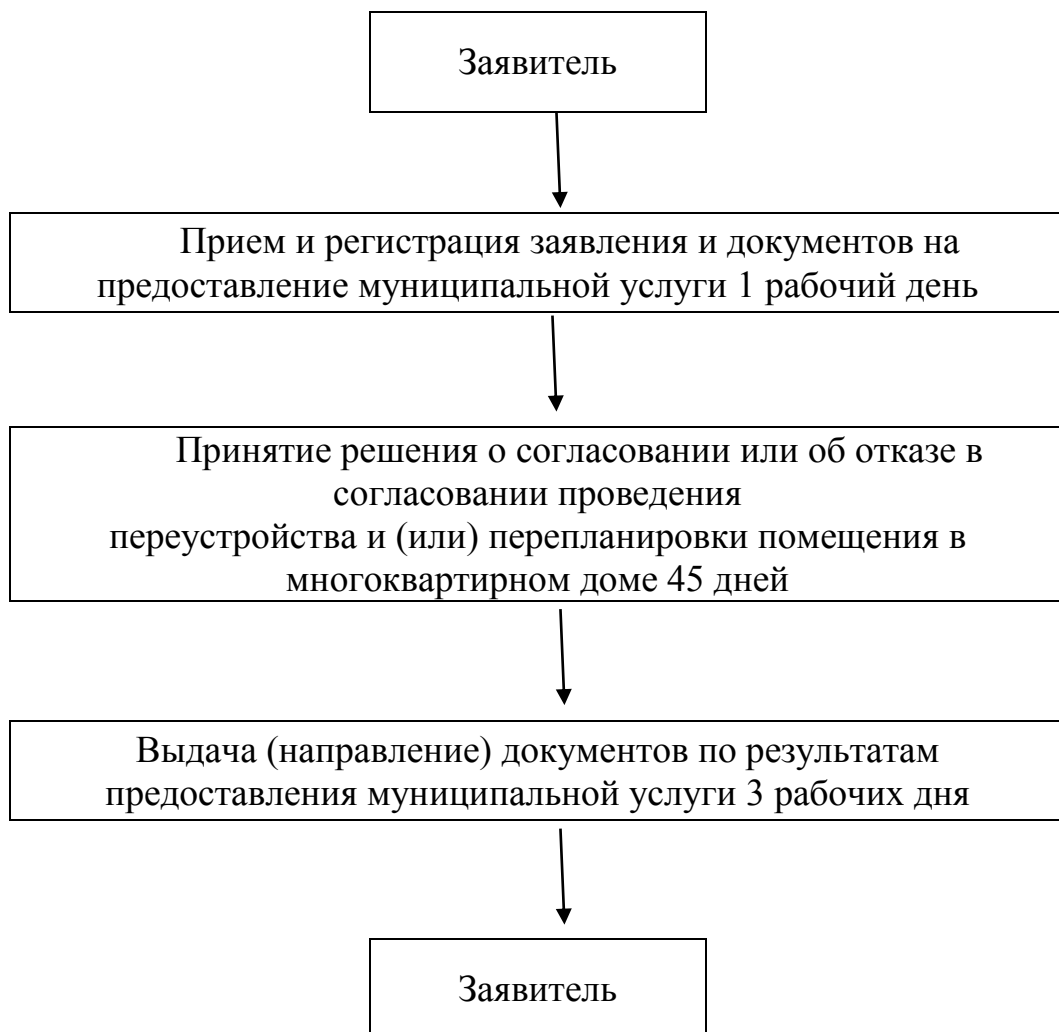 Заявитель
Прием и регистрация заявления и документов на
предоставление муниципальной услуги 1 рабочий день
Принятие решения о согласовании или об отказе в
согласовании проведения
переустройства и (или) перепланировки помещения в
многоквартирном доме 45 дней
Выдача (направление) документов по результатам
предоставления муниципальной услуги 3 рабочих дня
Заявитель